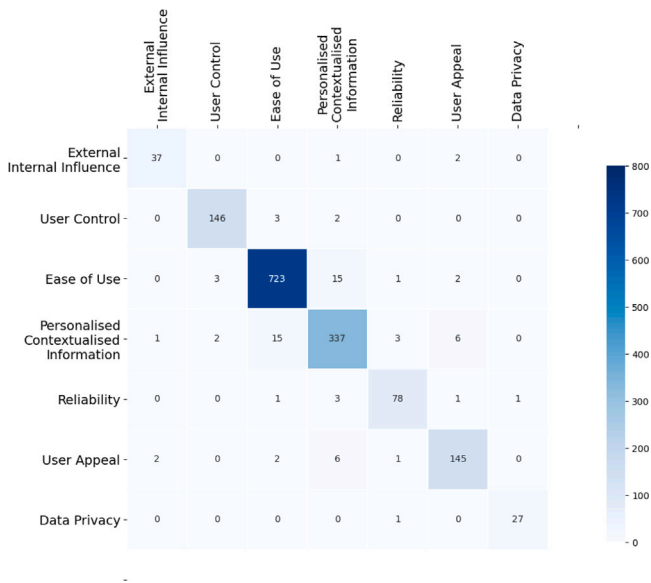 External
Internal Influence
User Control
Ease of Use
Personalised
Contextualised
Information
Reliability
User Appeal
Data Privacy
External
Internal Influence
37 0 0 1 0 2 0
User Control
0 146 3 2 0 0 0
Ease of Use
0 3 723 15 1 2 0
Personalised
Contextualised
Information
1 2 15 337 3 6 0
Reliability
0 0 1 3 78 1 1
User Appeal
2 0 2 6 1 145 0
Data Privacy
0 0 0 0 1 0 27
800
700
600
500
400
300
200
100
0